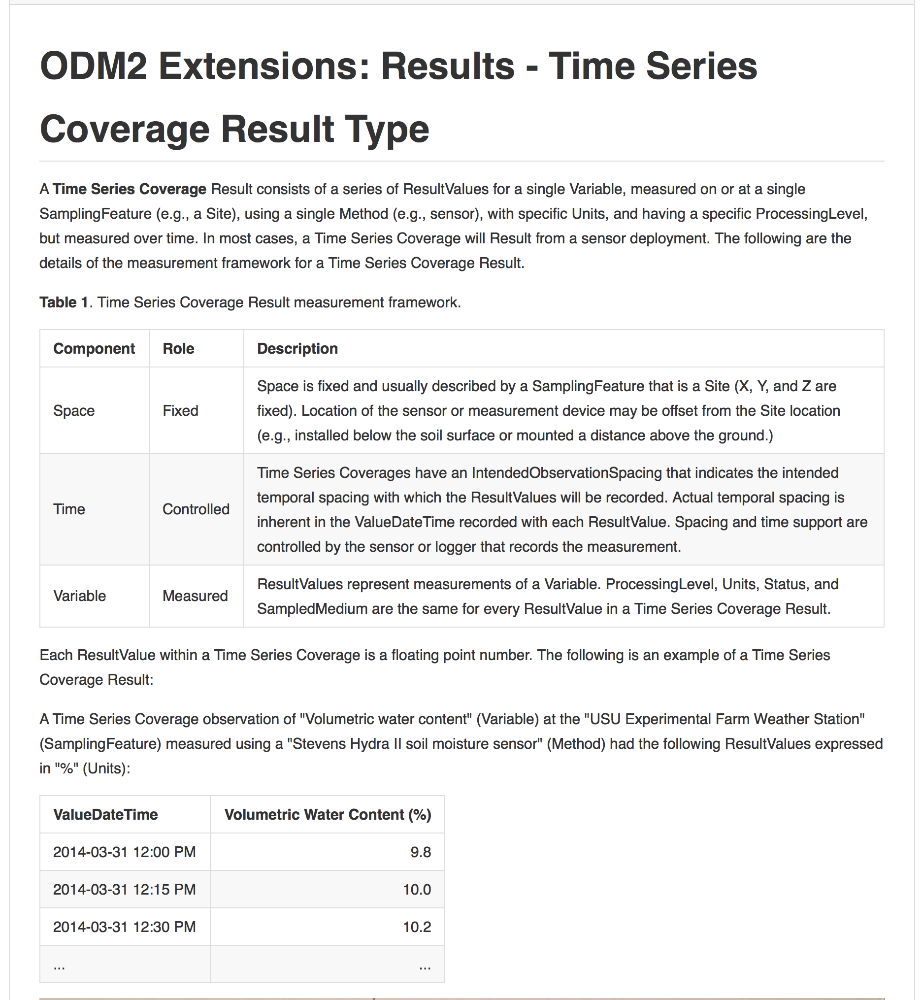 ODM2 Extensions: Results - Time Series
Coverage Result Type
A Time Series Coverage Result consists of a series of ResultValues for a single Variable, measured on or at a single
SamplingFeature (e.g., a Site), using a single Method (e.g., sensor), with specific Units, and having a specific ProcessingLevel,
but measured over time. In most cases, a Time Series Coverage will Result from a sensor deployment. The following are the
details of the measurement framework for a Time Series Coverage Result.
Table 1. Time Series Coverage Result measurement framework.
Component Role Description
Space Fixed Space is fixed and usually described by a SamplingFeature that is a Site (X, Y, and Z are
fixed). Location of the sensor or measurement device may be offset from the Site location
(e.g., installed below the soil surface or mounted a distance above the ground.)
Time Controlled Time Series Coverages have an IntendedObservationSpacing that indicates the intended
temporal spacing with which the ResultValues will be recorded. Actual temporal spacing is
inherent in the ValueDateTime recorded with each ResultValue. Spacing and time support are
controlled by the sensor or logger that records the measurement.
Variable Measured ResultValues represent measurements of a Variable. ProcessingLevel, Units, Status, and
SampledMedium are the same for every ResultValue in a Time Series Coverage Result.
Each ResultValue within a Time Series Coverage is a floating point number. The following is an example of a Time Series
Coverage Result:
A Time Series Coverage observation of "Volumetric water content" (Variable) at the "USU Experimental Farm Weather Station"
(SamplingFeature) measured using a "Stevens Hydra II soil moisture sensor" (Method) had the following ResultValues expressed
in "%" (Units):
ValueDateTime Volumetric Water Content (%)
2014-03-31 12:00 PM 9.8
2014-03-31 12:15 PM 10.0
2014-03-31 12:30 PM 10.2
... ...